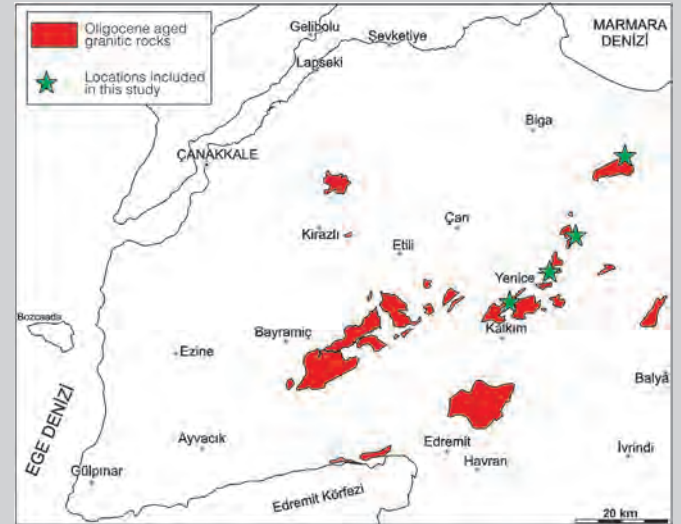 Oligocene aged
granitic rocks
Locations included
in this study
Gelibolu
Şevketiye
MARMARA
DENİZİ
Lapseki
Biga
ÇANAKKALE
Kirazlı
Çan
Etili
Yenice
Bozcaada
Bayramiç
Kalkım
Ezine
Balya
EGE DENİZİ
Ayvacık
Edremit
İvrindi
Gülpınar
Havran
Edremit Körfezi
20 km